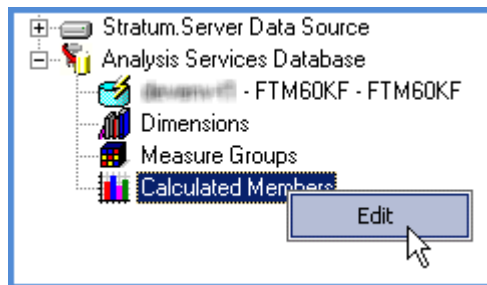 Stratum.Server Data Source
Analysis Services Database
- FTM60KF - FTM60KF
Dimensions
Measure Groups
Calculated Members
Edit